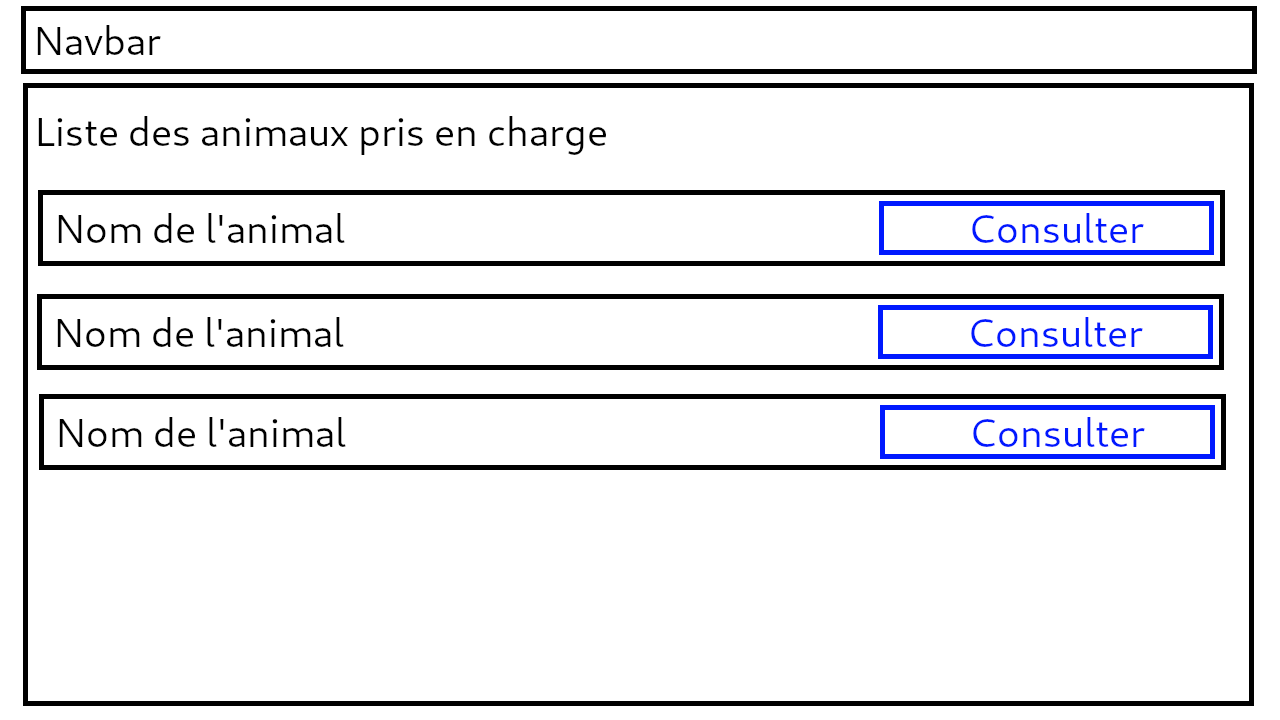 Navbar
Liste des animaux pris en charge
Nom de l'animal Consulter
Nom de l'animal Consulter
Nom de l'animal Consulter